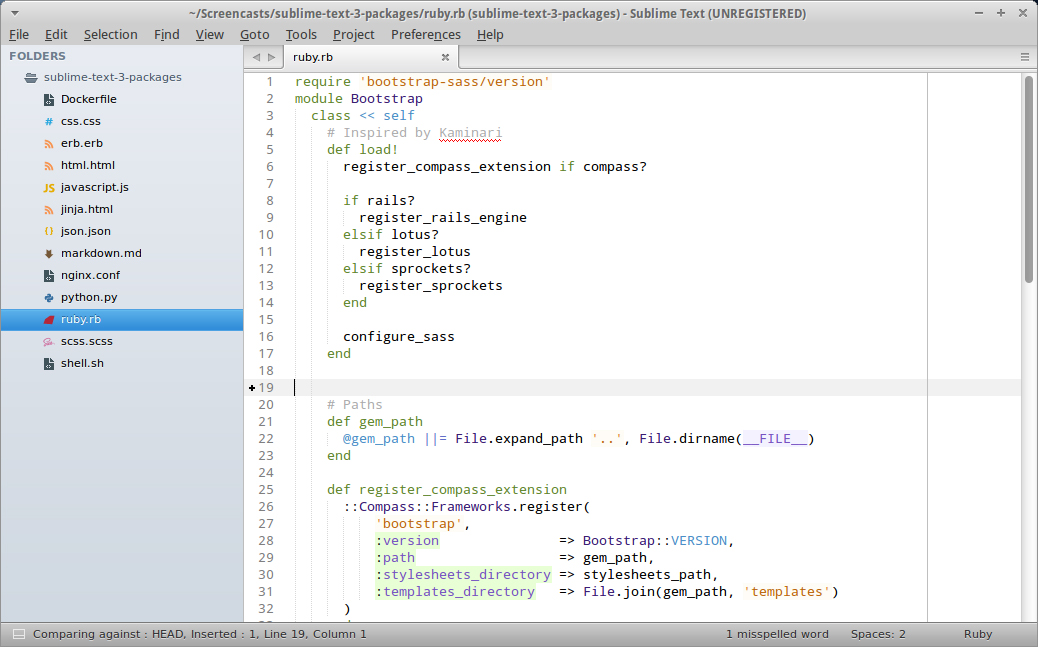 ~/Screencasts/sublime-text-3-packages/ruby.rb (sublime-text-3-packages) - Sublime Text (UNREGISTERED)
File Edit Selection Find View Goto Tools Project Preferences Help
FOLDERS
sublime-text-3-packages
Dockerfile
# css.css
erb.erb
html.html
JS javascript.js
jinja.html
{} json.json
markdown.md
nginx.conf
python.py
ruby.rb
scss.scss
shell.sh
ruby.rb
1 require 'bootstrap-sass/version'
2 module Bootstrap
3   class << self
4     # Inspired by Kaminari
5     def load!
6       register_compass_extension if compass?
7
8       if rails?
9         register_rails_engine
10       elsif lotus?
11         register_lotus
12       elsif sprockets?
13         register_sprockets
14       end
15
16       configure_sass
17     end
18
19
20     # Paths
21     def gem_path
22       @gem_path ||= File.expand_path '..', File.dirname(__FILE__)
23     end
24
25     def register_compass_extension
26       ::Compass::Frameworks.register(
27           'bootstrap',
28           :version               => Bootstrap::VERSION,
29           :path                  => gem_path,
30           :stylesheets_directory => stylesheets_path,
31           :templates_directory   => File.join(gem_path, 'templates')
32       )
Comparing against : HEAD, Inserted : 1, Line 19, Column 1
1 misspelled word Spaces: 2 Ruby